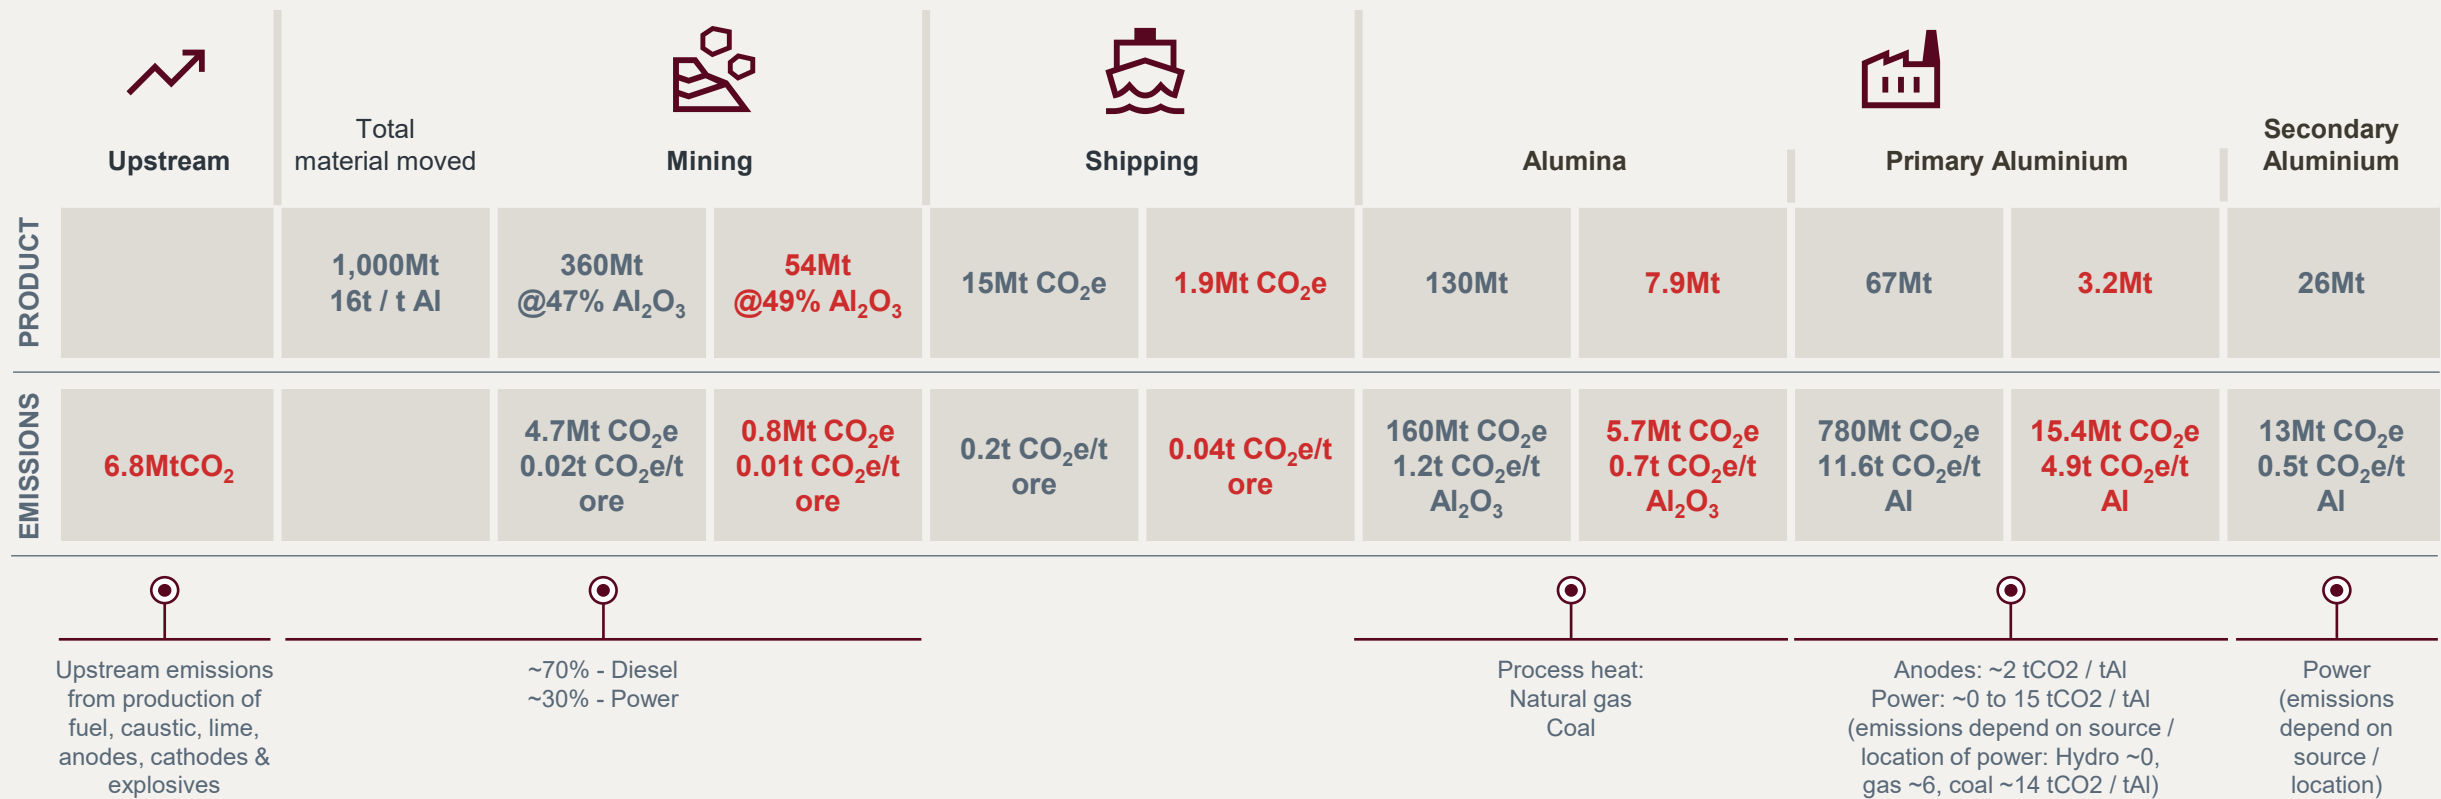 Upstream
Total
material moved
Mining
Shipping
Alumina
Primary Aluminium
Secondary
Aluminium
PRODUCT
1,000Mt
16t / t Al
360Mt
@47% Al₂O₃
54Mt
@49% Al₂O₃
15Mt CO₂e
1.9Mt CO₂e
130Mt
7.9Mt
67Mt
3.2Mt
26Mt
EMISSIONS
6.8MtCO₂
4.7Mt CO₂e
0.02t CO₂e/t
ore
0.8Mt CO₂e
0.01t CO₂e/t
ore
0.2t CO₂e/t
ore
0.04t CO₂e/t
ore
160Mt CO₂e
1.2t CO₂e/t
Al₂O₃
5.7Mt CO₂e
0.7t CO₂e/t
Al₂O₃
780Mt CO₂e
11.6t CO₂e/t
Al
15.4Mt CO₂e
4.9t CO₂e/t
Al
13Mt CO₂e
0.5t CO₂e/t
Al
Upstream emissions
from production of
fuel, caustic, lime,
anodes, cathodes &
explosives
~70% - Diesel
~30% - Power
Process heat:
Natural gas
Coal
Anodes: ~2 tCO2 / tAl
Power: ~0 to 15 tCO2 / tAl
(emissions depend on source /
location of power: Hydro ~0,
gas ~6, coal ~14 tCO2 / tAl)
Power
(emissions
depend on
source /
location)